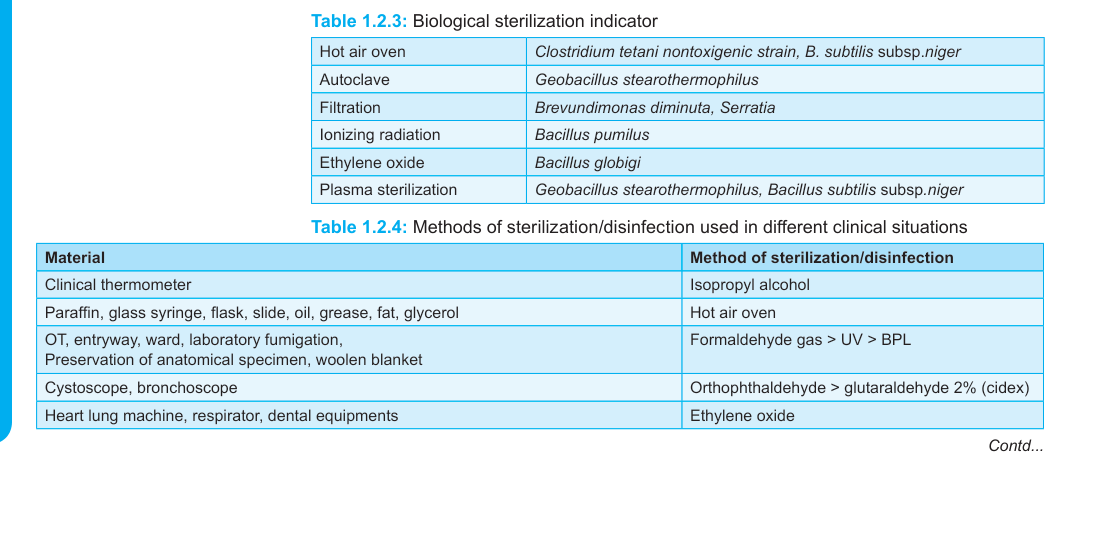 Table 1.2.3: Biological sterilization indicator
Hot air oven Clostridium tetani nontoxigenic strain, B. subtilis subsp.niger
Autoclave Geobacillus stearothermophilus
Filtration Brevundimonas diminuta, Serratia
Ionizing radiation Bacillus pumilus
Ethylene oxide Bacillus globigi
Plasma sterilization Geobacillus stearothermophilus, Bacillus subtilis subsp.niger
Table 1.2.4: Methods of sterilization/disinfection used in different clinical situations
Material Method of sterilization/disinfection
Clinical thermometer Isopropyl alcohol
Paraffin, glass syringe, flask, slide, oil, grease, fat, glycerol Hot air oven
OT, entryway, ward, laboratory fumigation, Formaldehyde gas > UV > BPL
Preservation of anatomical specimen, woolen blanket
Cystoscope, bronchoscope Orthophthaldehyde > glutaraldehyde 2% (cidex)
Heart lung machine, respirator, dental equipments Ethylene oxide
Contd...